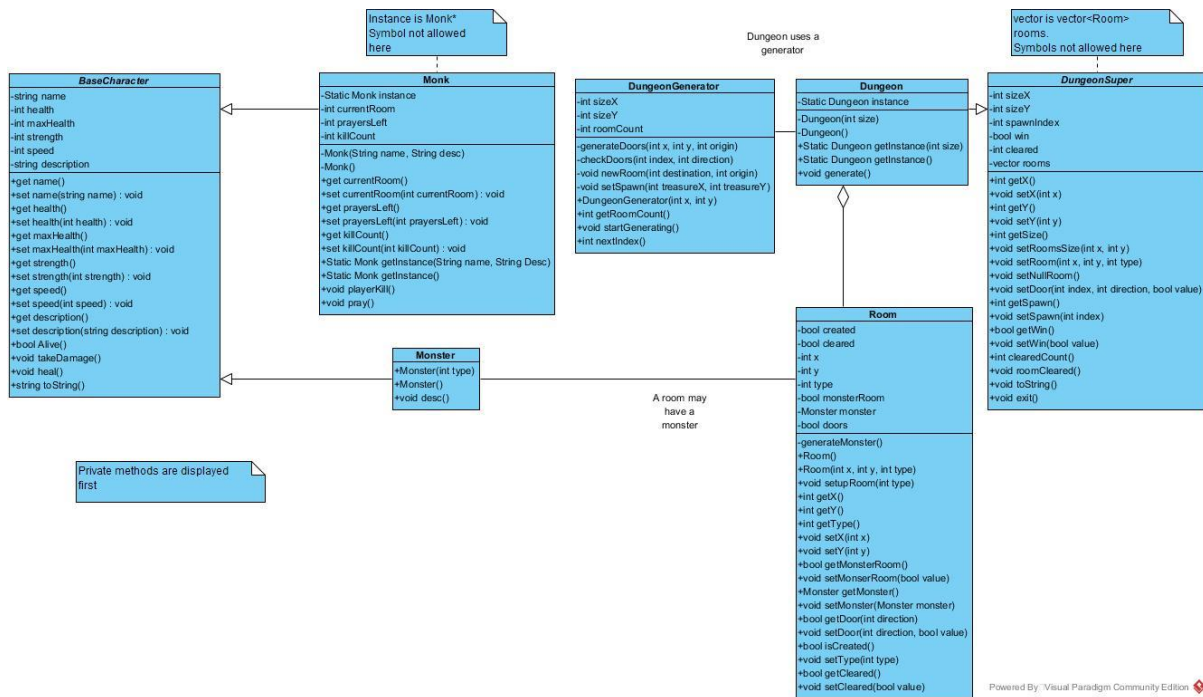 Instance is Monk*
Symbol not allowed
here
Dungeon uses a
generator
vector is vector<Room>
rooms.
Symbols not allowed here
BaseCharacter
-string name
-int health
-int maxHealth
-int strength
-int speed
-string description
+get name()
+set name(string name) : void
+get health()
+set health(int health) : void
+get maxHealth()
+set maxHealth(int maxHealth) : void
+get strength()
+set strength(int strength) : void
+get speed()
+set speed(int speed) : void
+get description()
+set description(string description) : void
+bool Alive()
+void takeDamage()
+void heal()
+string toString()
Monk
-Static Monk instance
-int currentRoom
-int prayersLeft
-int killCount
-Monk(String name, String desc)
-Monk()
+get currentRoom()
+set currentRoom(int currentRoom) : void
+get prayersLeft()
+set prayersLeft(int prayersLeft) : void
+get killCount()
+set killCount(int killCount) : void
+Static Monk getInstance(String name, String Desc)
+Static Monk getInstance()
+void playerKill()
+void pray()
DungeonGenerator
-int sizeX
-int sizeY
-int roomCount
-generateDoors(int x, int y, int origin)
-checkDoors(int index, int direction)
-void newRoom(int destination, int origin)
-void setSpawn(int treasureX, int treasureY)
+DungeonGenerator(int x, int y)
+int getRoomCount()
+void startGenerating()
+int nextIndex()
Dungeon
-Static Dungeon instance
-Dungeon(int size)
-Dungeon()
+Static Dungeon getInstance(int size)
+Static Dungeon getInstance()
+void generate()
DungeonSuper
-int sizeX
-int sizeY
-int spawnIndex
-bool win
-int cleared
-vector rooms
+int getX()
+void setX(int x)
+int getY()
+void setY(int y)
+int getSize()
+void setRoomsSize(int x, int y)
+void setRoom(int x, int y, int type)
+void setNullRoom()
+void setDoor(int index, int direction, bool value)
+int getSpawn()
+void setSpawn(int index)
+bool getWin()
+void setWin(bool value)
+int clearedCount()
+void roomCleared()
+void toString()
+void exit()
Monster
+Monster(int type)
+Monster()
+void desc()
A room may
have a
monster
Room
-bool created
-bool cleared
-int x
-int y
-int type
-bool monsterRoom
-Monster monster
-bool doors
-generateMonster()
+Room()
+Room(int x, int y, int type)
+void setupRoom(int type)
+int getX()
+int getY()
+int getType()
+void setX(int x)
+void setY(int y)
+bool getMonsterRoom()
+void setMonserRoom(bool value)
+Monster getMonster()
+void setMonster(Monster monster)
+bool getDoor(int direction)
+void setDoor(int direction, bool value)
+bool isCreated()
+void setType(int type)
+bool getCleared()
+void setCleared(bool value)
Private methods are displayed
first
Powered By Visual Paradigm Community Edition